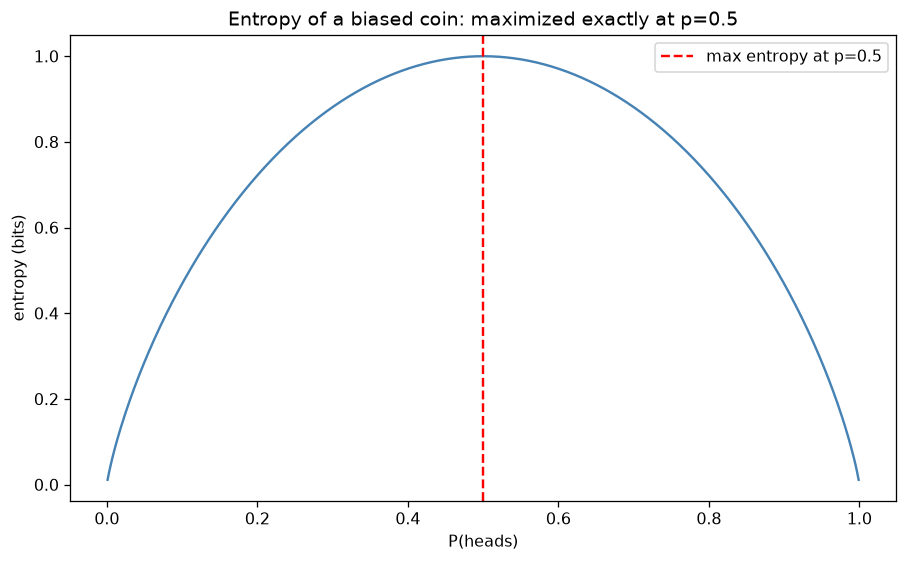 Entropy of a biased coin: maximized exactly at p=0.5
max entropy at p=0.5
entropy (bits)
1.0
0.8
0.6
0.4
0.2
0.0
0.0 0.2 0.4 0.6 0.8 1.0
P(heads)